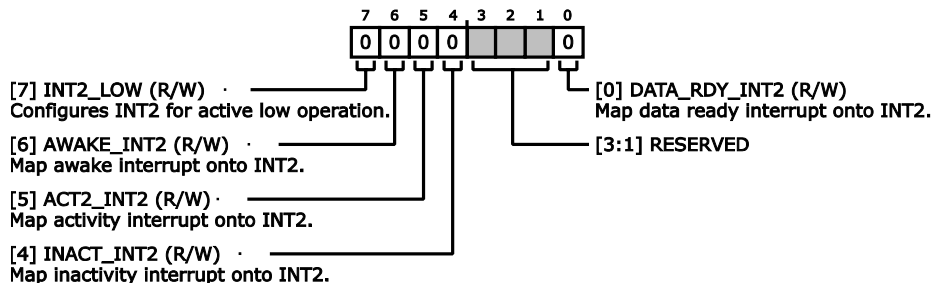 7 6 5 4 3 2 1 0
0 0 0 0 0
[7] INT2_LOW (R/W)
Configures INT2 for active low operation.
[6] AWAKE_INT2 (R/W)
Map awake interrupt onto INT2.
[5] ACT2_INT2 (R/W)
Map activity interrupt onto INT2.
[4] INACT_INT2 (R/W)
Map inactivity interrupt onto INT2.
[0] DATA_RDY_INT2 (R/W)
Map data ready interrupt onto INT2.
[3:1] RESERVED